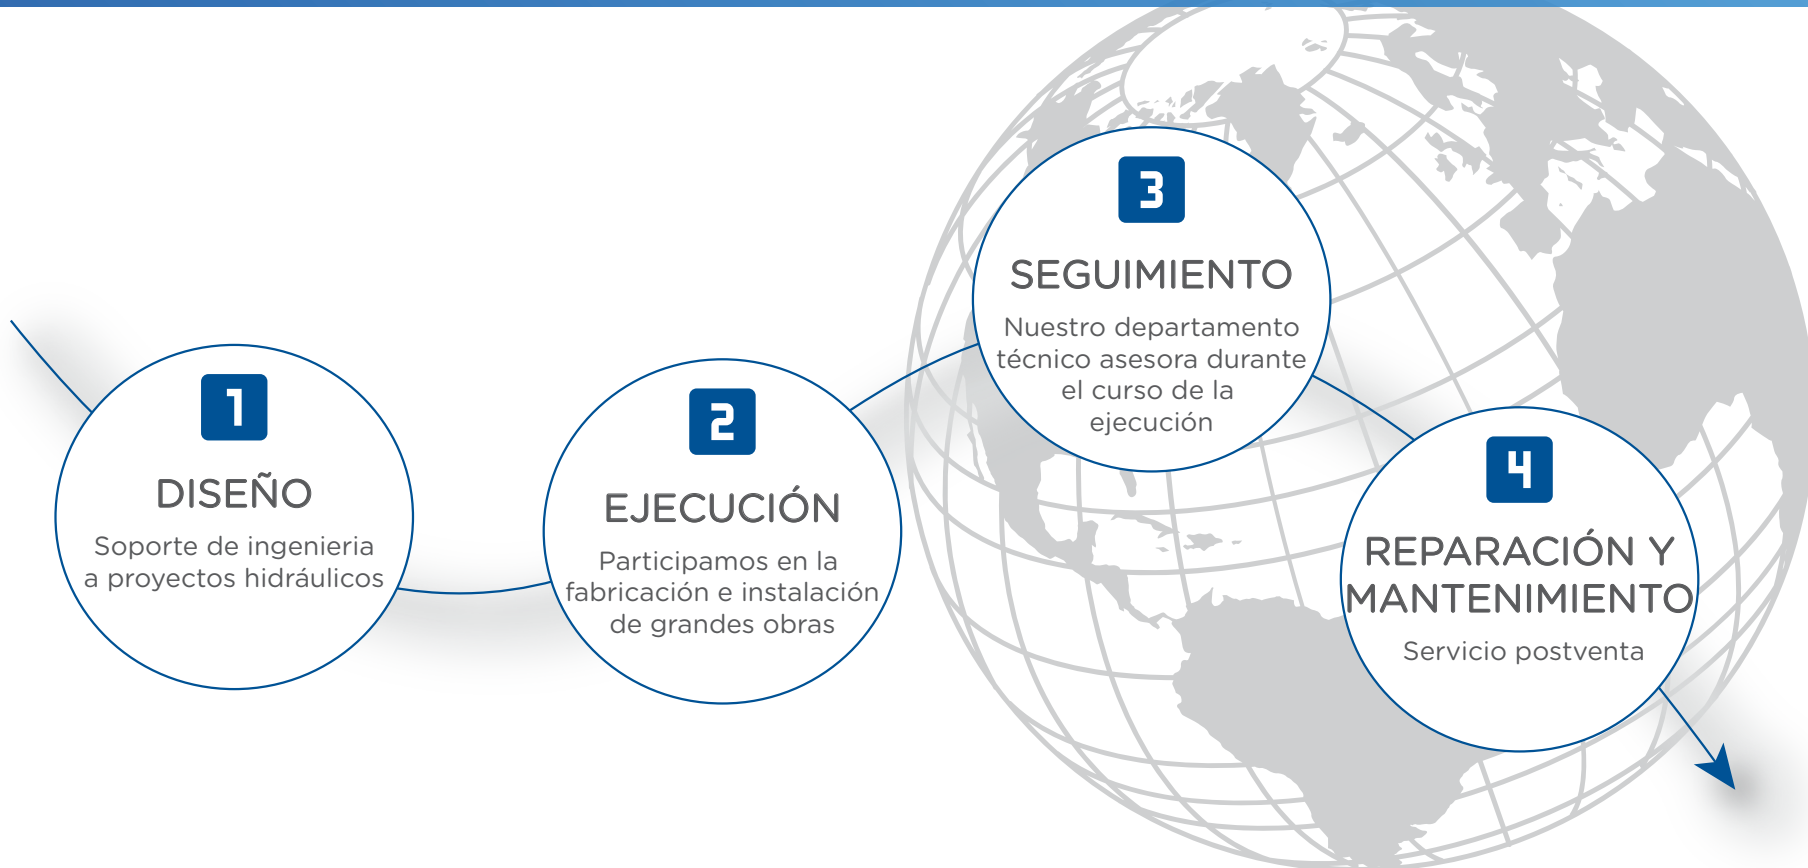 1
DISEÑO
Soporte de ingenieria
a proyectos hidráulicos
2
EJECUCIÓN
Participamos en la
fabricación e instalación
de grandes obras
3
SEGUIMIENTO
Nuestro departamento
técnico asesora durante
el curso de la
ejecución
4
REPARACIÓN Y
MANTENIMIENTO
Servicio postventa